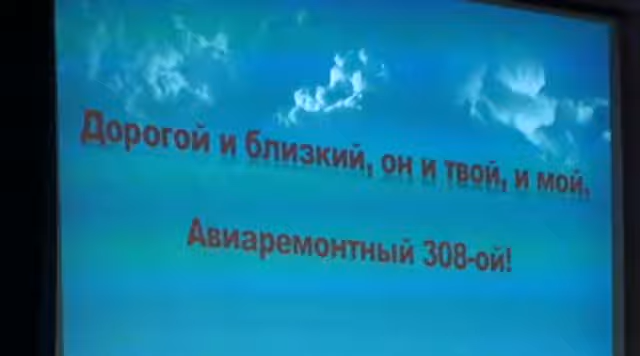 Дорогой и близкий, он и твой, и мой,
Авиаремонтный 308-ой!